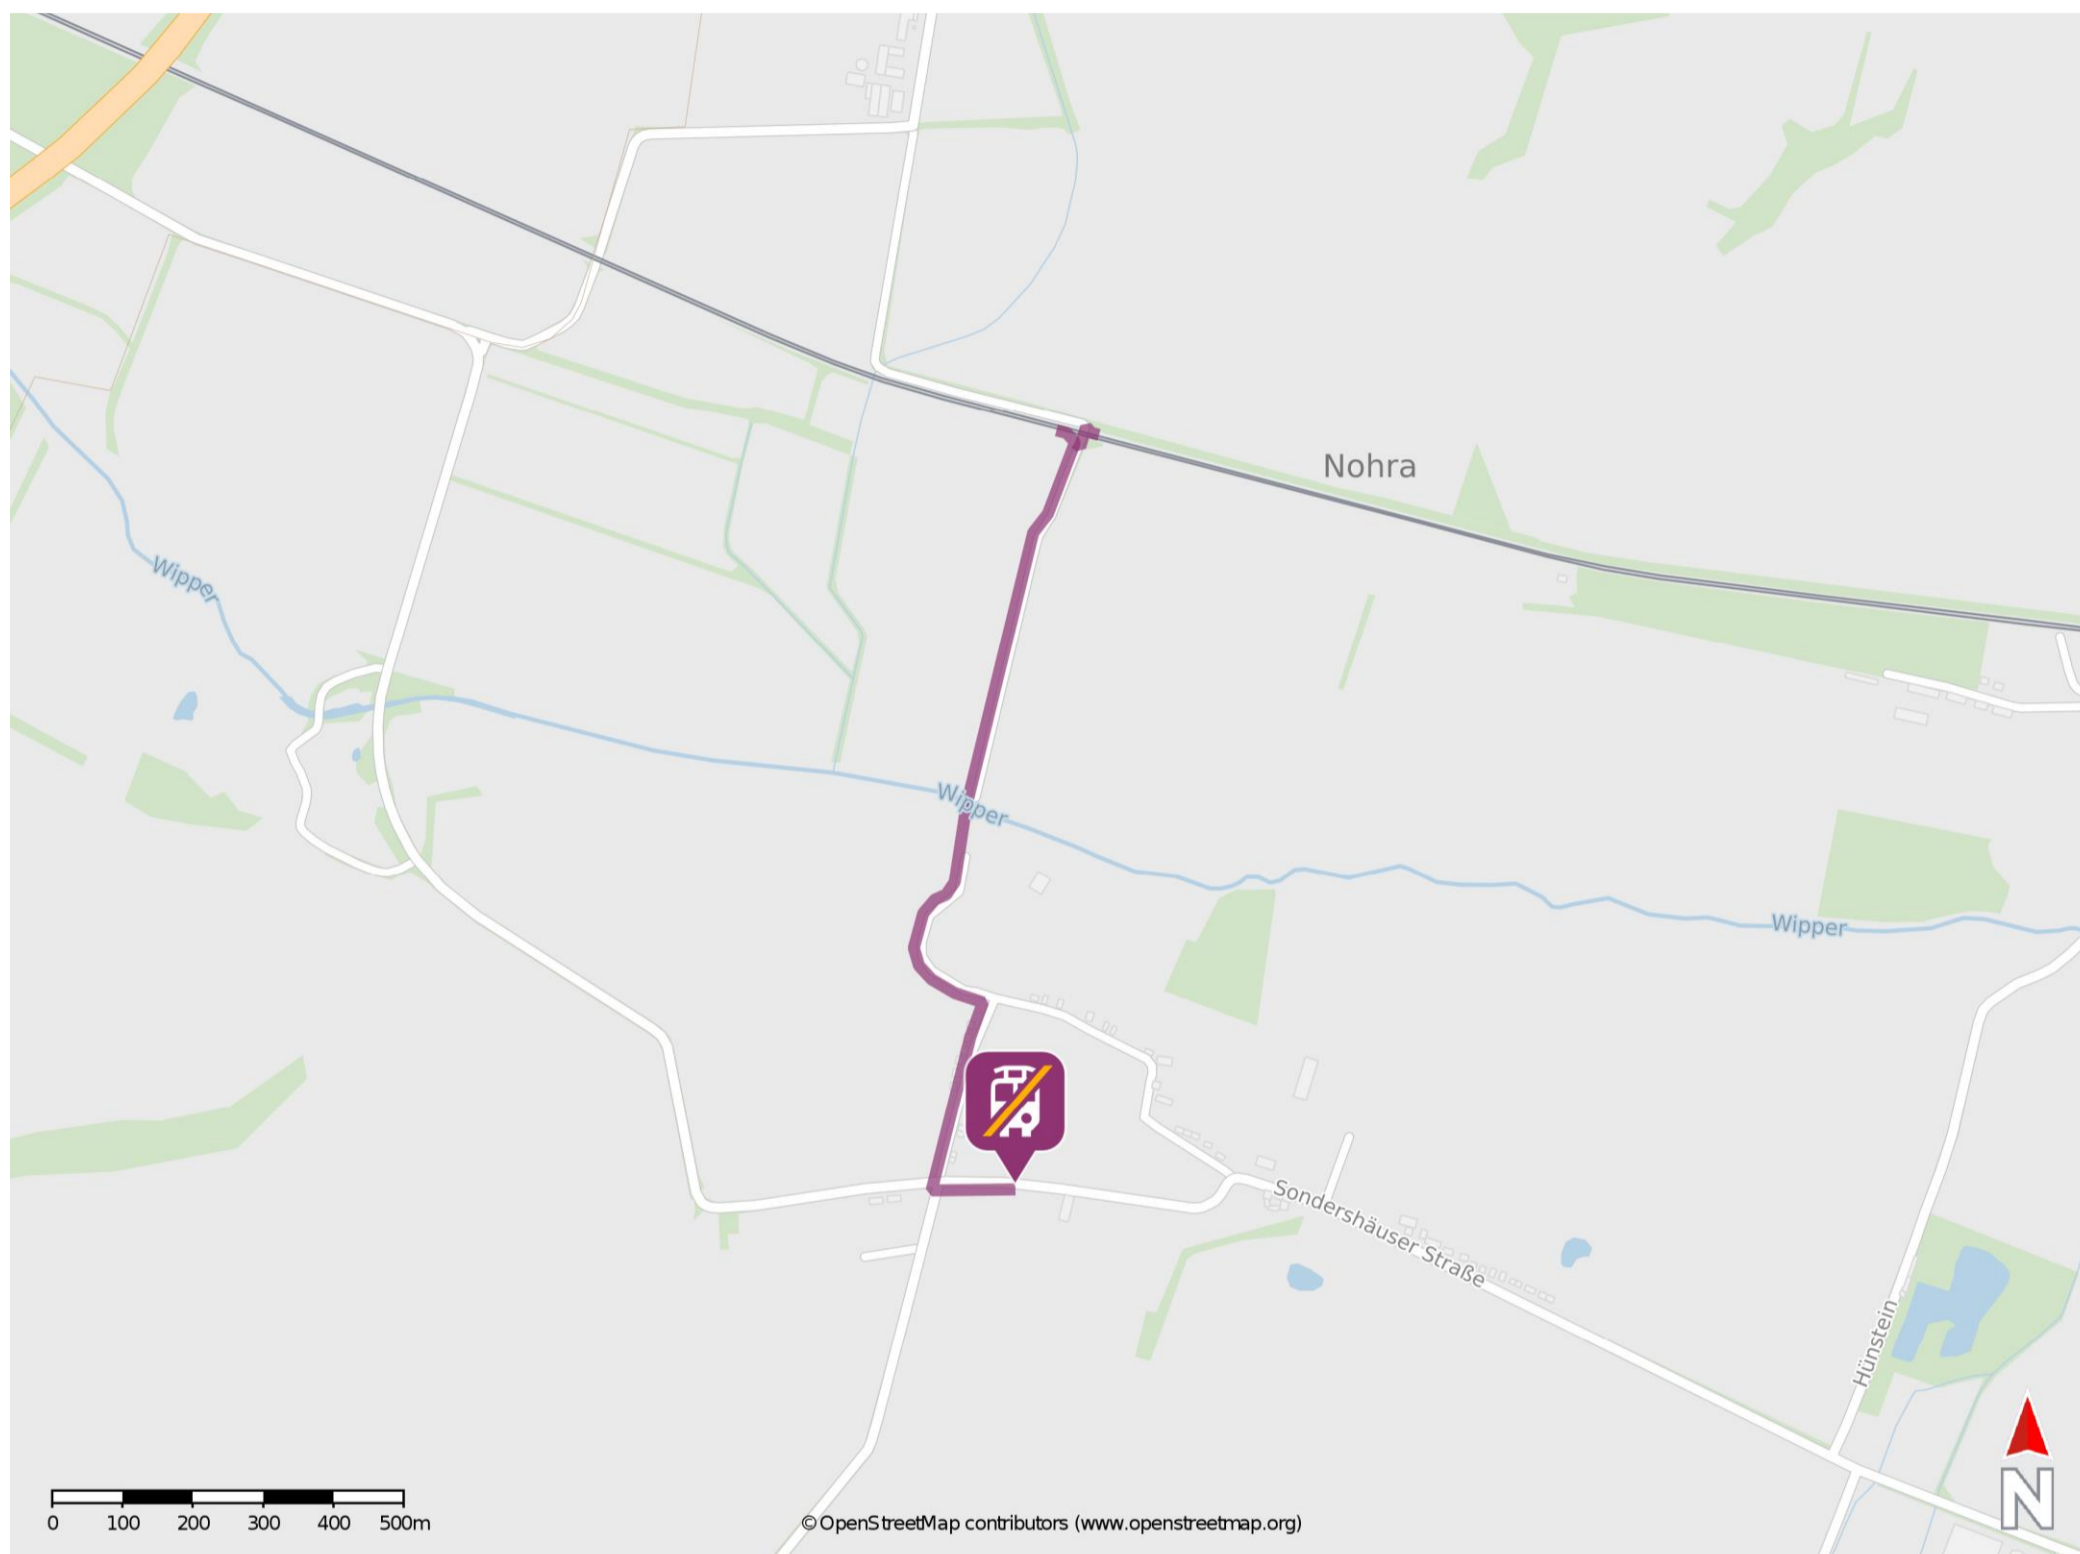 Nohra
Wipper
Wipper
Wipper
Sondershäuser Straße
Hünstein
N
0 100 200 300 400 500m
© OpenStreetMap contributors (www.openstreetmap.org)